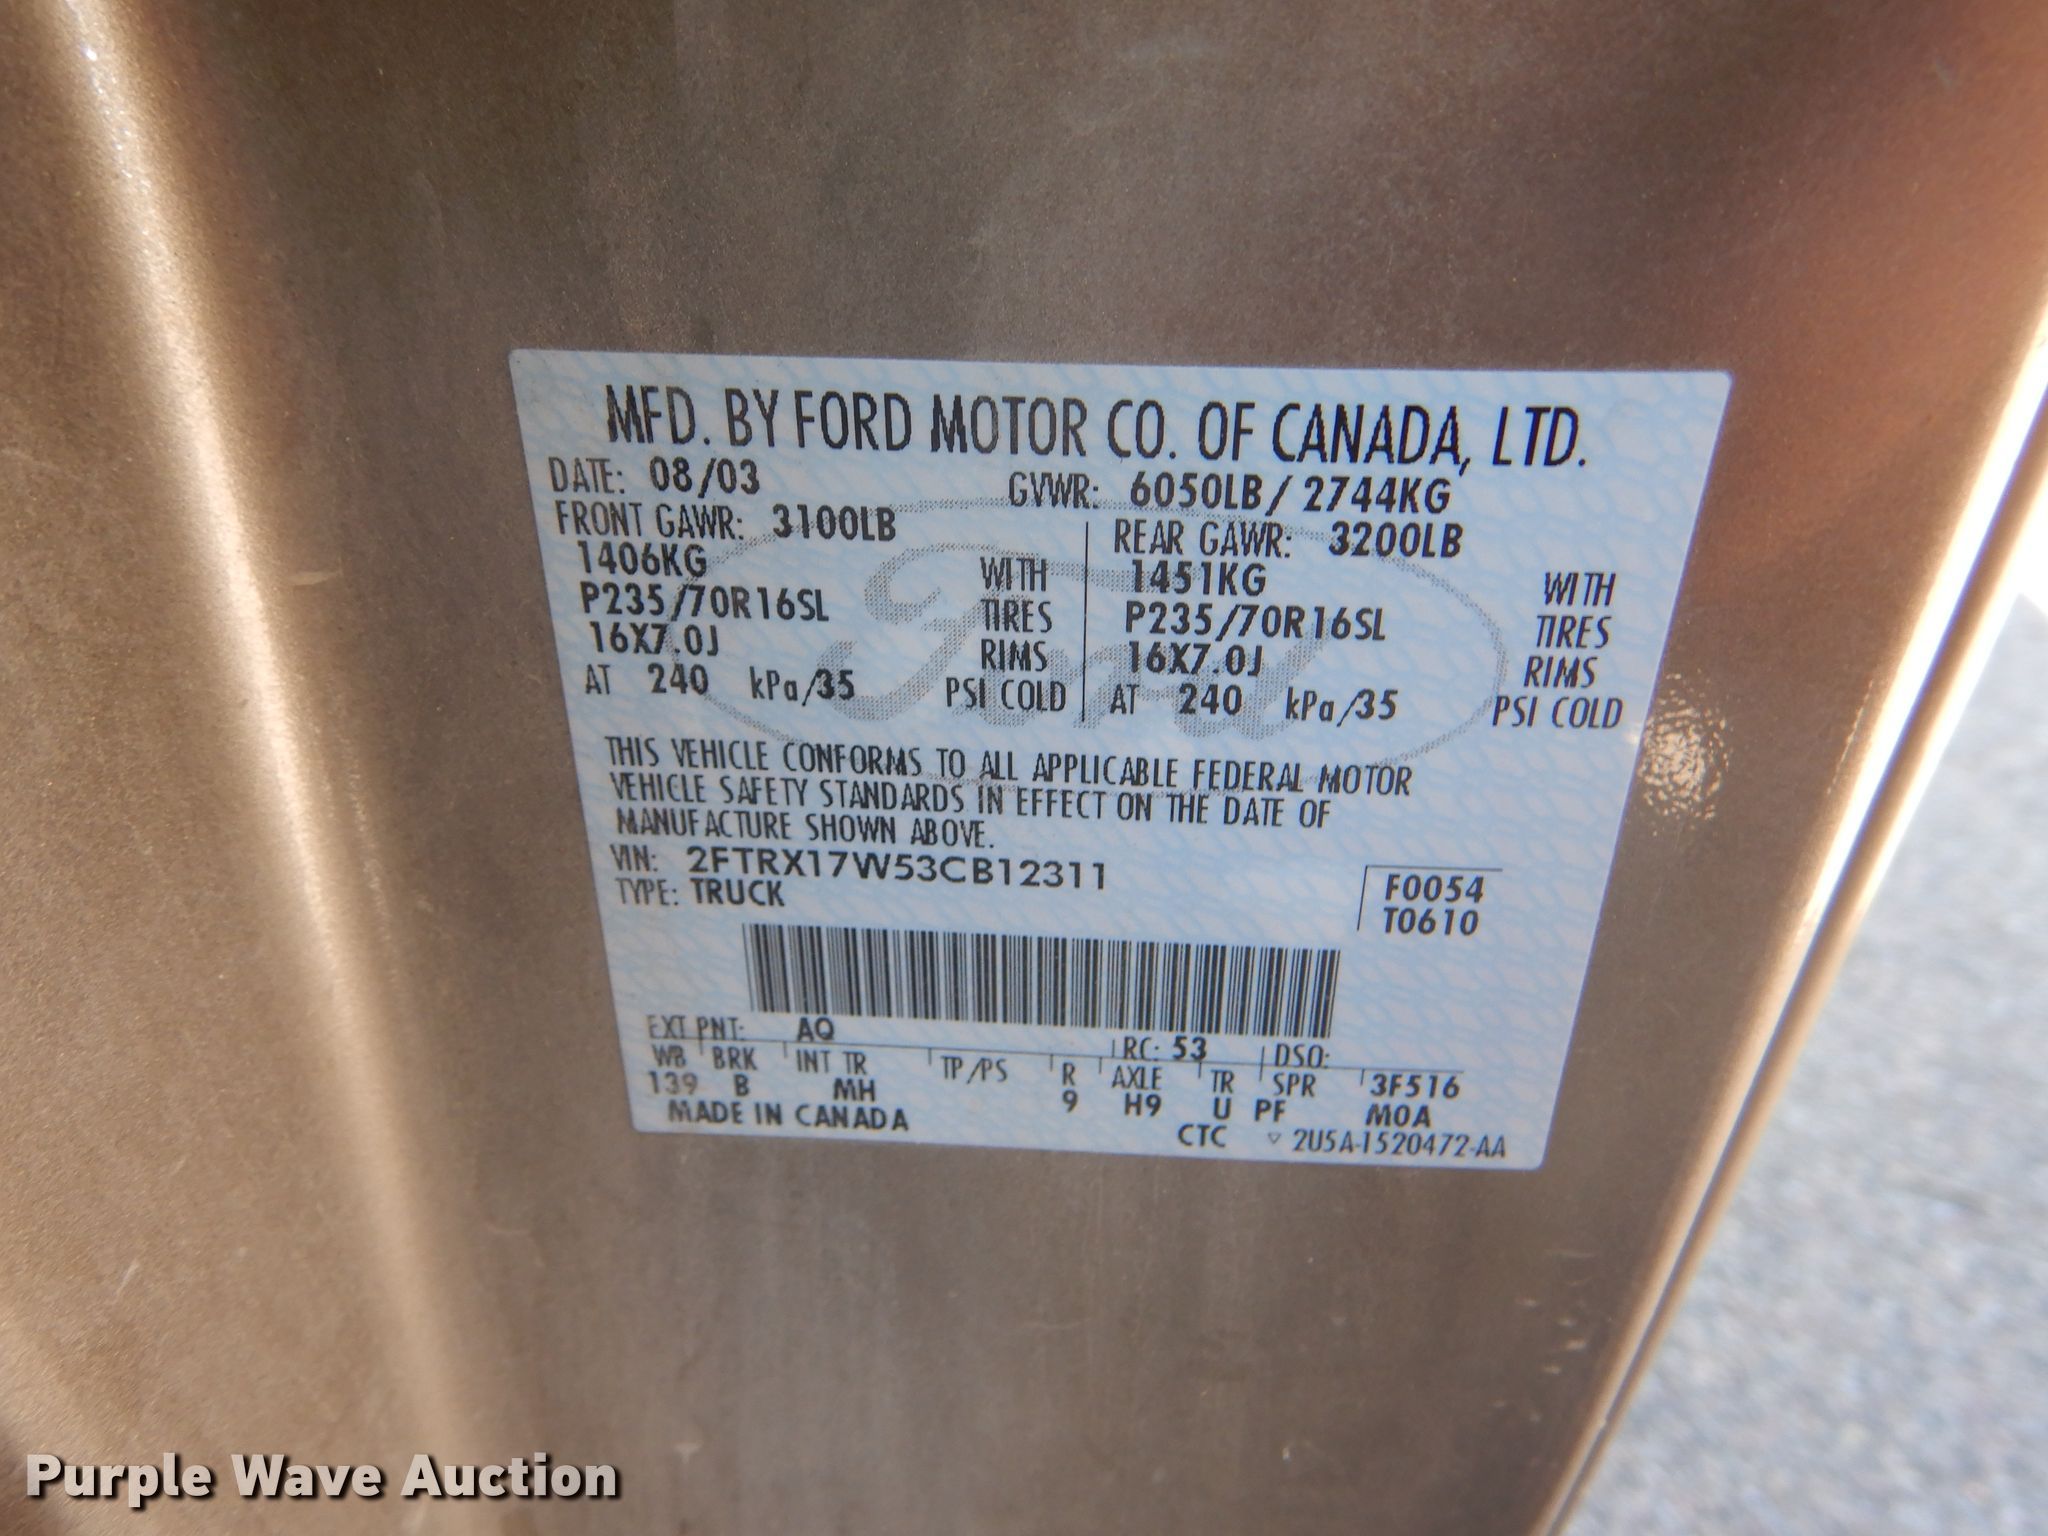 MFD. BY FORD MOTOR CO. OF CANADA, LTD.
DATE: 08/03 GVWR: 6050LB/ 2744KG
FRONT GAWR: 3100LB REAR GAWR: 3200LB
1406KG WITH 1451KG WITH
P235/70R16SL TIRES P235/70R16SL TIRES
16X7.0J RIMS 16X7.0J RIMS
AT 240 kPa/35 PSI COLD AT 240 kPa/35 PSI COLD
Ford
THIS VEHICLE CONFORMS TO ALL APPLICABLE FEDERAL MOTOR
VEHICLE SAFETY STANDARDS IN EFFECT ON THE DATE OF
MANUFACTURE SHOWN ABOVE.
VIN: 2FTRX17W53CB12311 F0054
TYPE: TRUCK T0610
EXT PNT: AQ RC: 53 DSO:
WB BRK INT TR TP/PS R AXLE TR SPR 3F516
139 B MH 9 H9 U PF M0A
MADE IN CANADA CTC ▽ 2U5A-1520472-AA
Purple Wave Auction